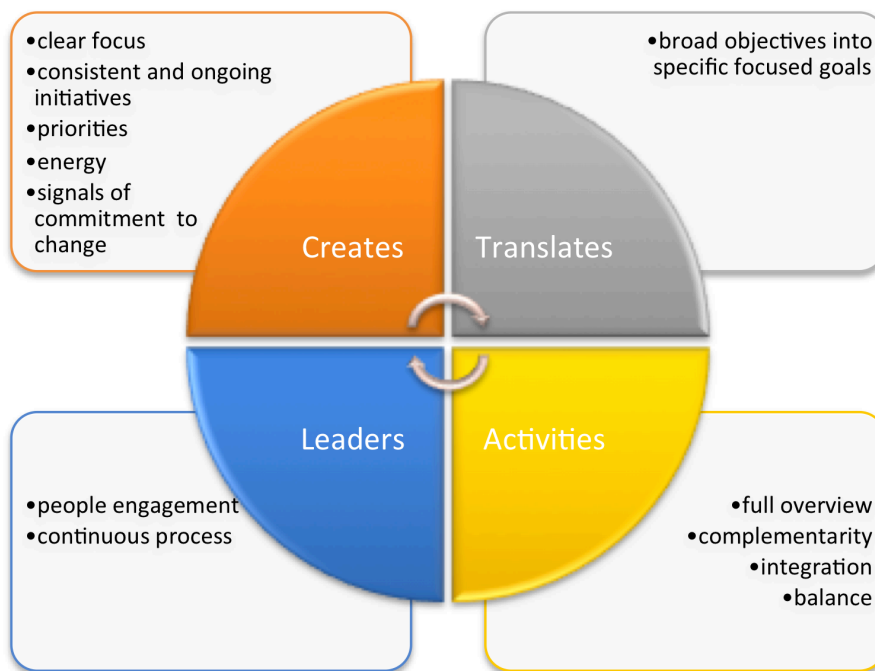 •clear focus
•consistent and ongoing
initiatives
•priorities
•energy
•signals of
commitment to
change
•broad objectives into
specific focused goals
Creates
Translates
Leaders
Activities
•people engagement
•continuous process
•full overview
•complementarity
•integration
•balance